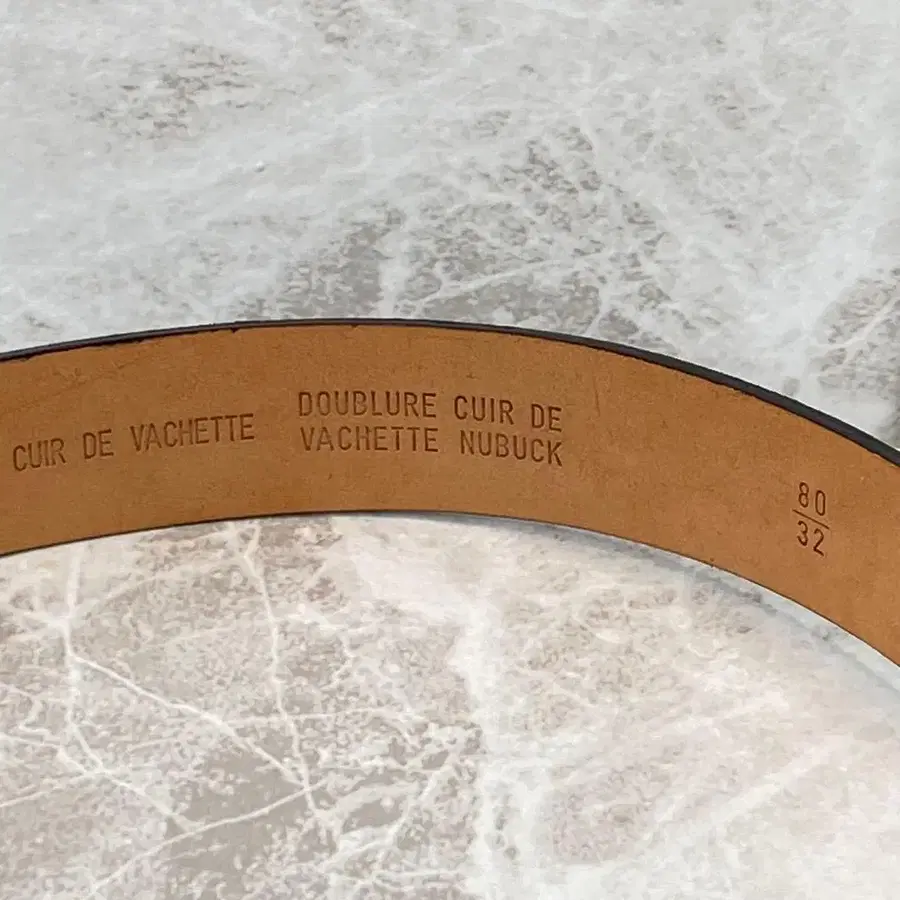 CUIR DE VACHETTE
DOUBLURE CUIR DE
VACHETTE NUBUCK
80
32